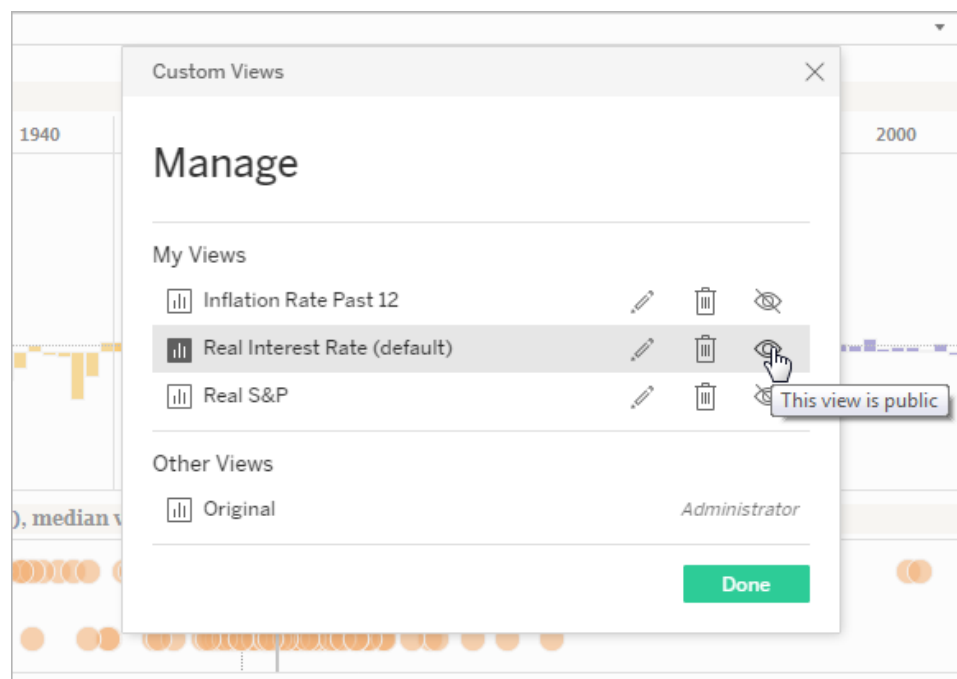 Custom Views
1940
2000
Manage
My Views
Inflation Rate Past 12
Real Interest Rate (default)
Real S&P
This view is public
Other Views
Original
Administrator
), median v
Done